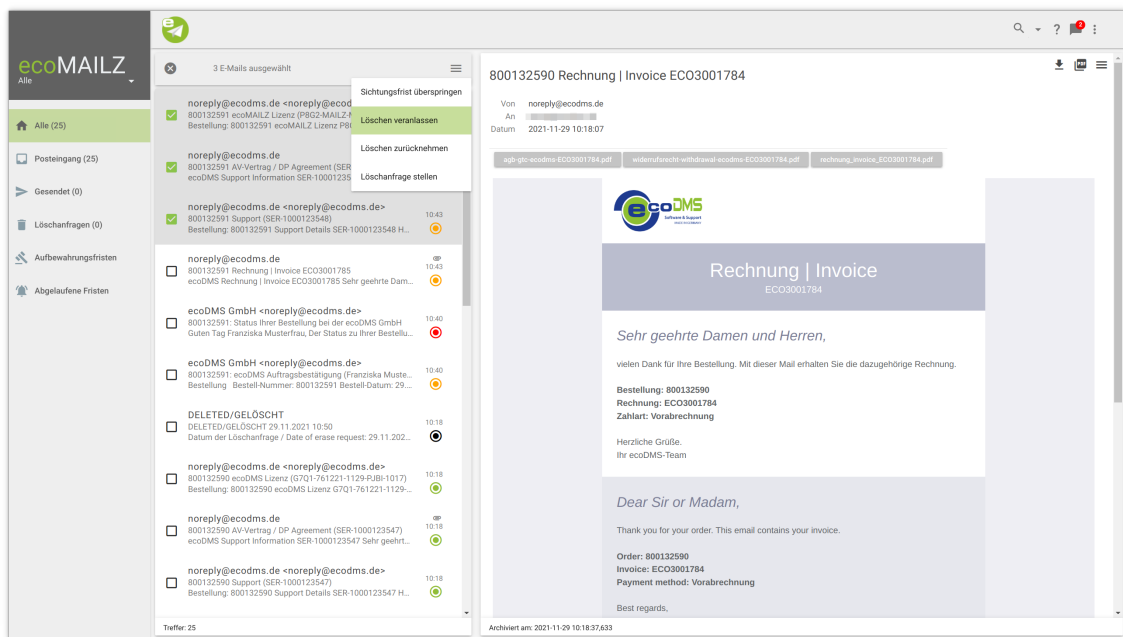 ecoMAILZ
Alle
Alle (25)
Posteingang (25)
Gesendet (0)
Löschanfragen (0)
Aufbewahrungsfristen
Abgelaufene Fristen
e
?
2
3 E-Mails ausgewählt
Sichtungsfrist überspringen
Löschen veranlassen
Löschen zurücknehmen
Löschanfrage stellen
noreply@ecodms.de <noreply@ecod
800132591 ecoMAILZ Lizenz (P8G2-MAILZ-
Bestellung: 800132591 ecoMAILZ Lizenz P8
noreply@ecodms.de
800132591 AV-Vertrag / DP Agreement (SER
ecoDMS Support Information SER-10001235
noreply@ecodms.de <noreply@ecodms.de>
800132591 Support (SER-1000123548)
10:43
Bestellung: 800132591 Support Details SER-1000123548 H...
noreply@ecodms.de
800132591 Rechnung | Invoice ECO3001785
10:43
ecoDMS Rechnung | Invoice ECO3001785 Sehr geehrte Dam...
ecoDMS GmbH <noreply@ecodms.de>
800132591: Status Ihrer Bestellung bei der ecoDMS GmbH
10:40
Guten Tag Franziska Musterfrau, Der Status zu Ihrer Bestellu...
ecoDMS GmbH <noreply@ecodms.de>
800132591: ecoDMS Auftragsbestätigung (Franziska Muste...
10:40
Bestellung Bestell-Nummer: 800132591 Bestell-Datum: 29....
DELETED/GELÖSCHT
DELETED/GELÖSCHT 29.11.2021 10:50
10:18
Datum der Löschanfrage / Date of erase request: 29.11.202...
noreply@ecodms.de <noreply@ecodms.de>
800132590 ecoDMS Lizenz (G7Q1-761221-1129-PJBI-1017)
10:18
Bestellung: 800132590 ecoDMS Lizenz G7Q1-761221-1129-...
noreply@ecodms.de
800132590 AV-Vertrag / DP Agreement (SER-1000123547)
10:18
ecoDMS Support Information SER-1000123547 Sehr geehrt...
noreply@ecodms.de <noreply@ecodms.de>
800132590 Support (SER-1000123547)
10:18
Bestellung: 800132590 Support Details SER-1000123547 H...
Treffer: 25
800132590 Rechnung | Invoice ECO3001784
PDF
Von noreply@ecodms.de
An
Datum 2021-11-29 10:18:07
agb-gtc-ecodms-ECO3001784.pdf
widerrufsrecht-withdrawal-ecodms-ECO3001784.pdf
rechnung_invoice_ECO3001784.pdf
ecoDMS
Software & Support
Rechnung | Invoice
ECO3001784
Sehr geehrte Damen und Herren,
vielen Dank für Ihre Bestellung. Mit dieser Mail erhalten Sie die dazugehörige Rechnung.
Bestellung: 800132590
Rechnung: ECO3001784
Zahlart: Vorabrechnung
Herzliche Grüße.
Ihr ecoDMS-Team
Dear Sir or Madam,
Thank you for your order. This email contains your invoice.
Order: 800132590
Invoice: ECO3001784
Payment method: Vorabrechnung
Best regards,
Archiviert am: 2021-11-29 10:18:37,633